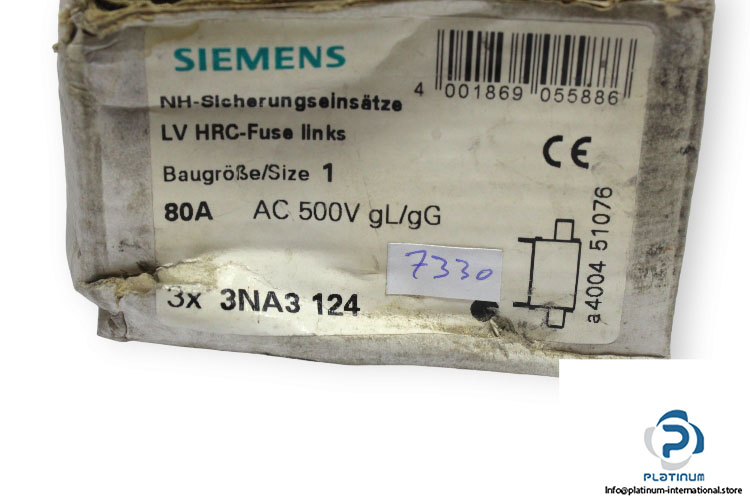 SIEMENS
4 001869 055886
NH-Sicherungseinsätze
LV HRC-Fuse links
Baugröße/Size 1
CE
80A AC 500V gL/gG
7330
3x 3NA3 124
a4004 51076
PLATINUM
Info@platinum-international.store